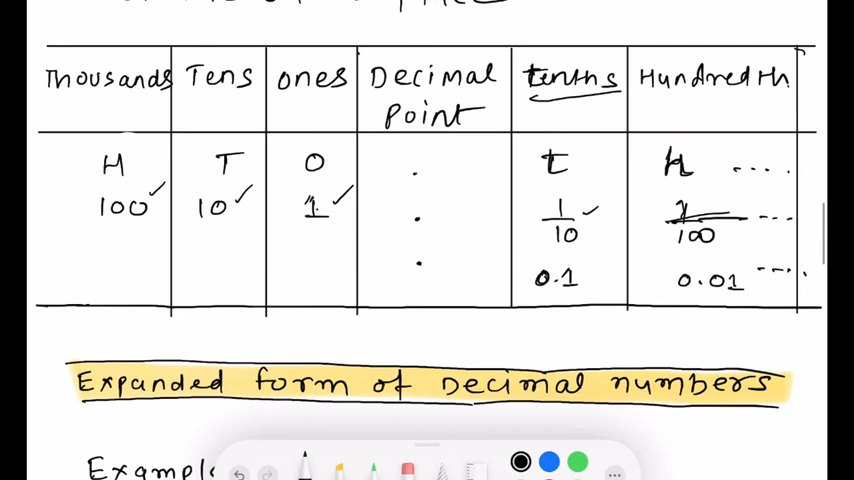 Thousands Tens ones Decimal Point tenths Hundredth
H T O . t h ....
100 10 1 . 1/10 1/100 ...
. 0.1 0.01 ....
Expanded form of Decimal numbers
Example